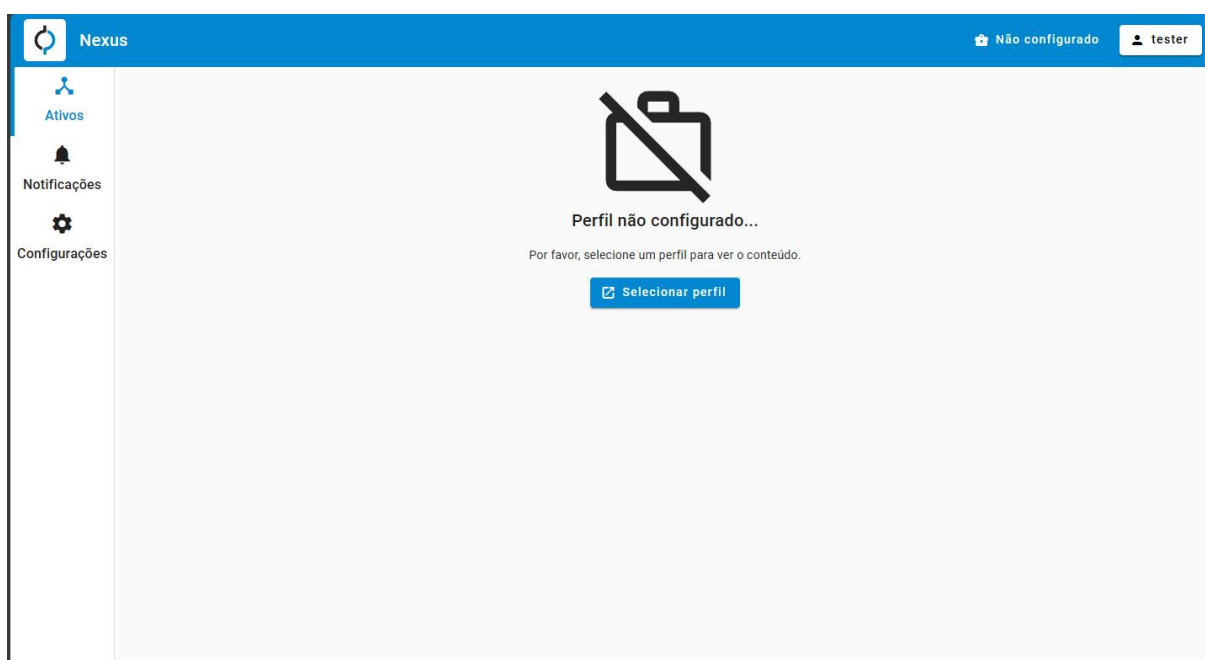 Nexus
Não configurado
tester
Ativos
Notificações
Configurações
Perfil não configurado...
Por favor, selecione um perfil para ver o conteúdo.
Selecionar perfil